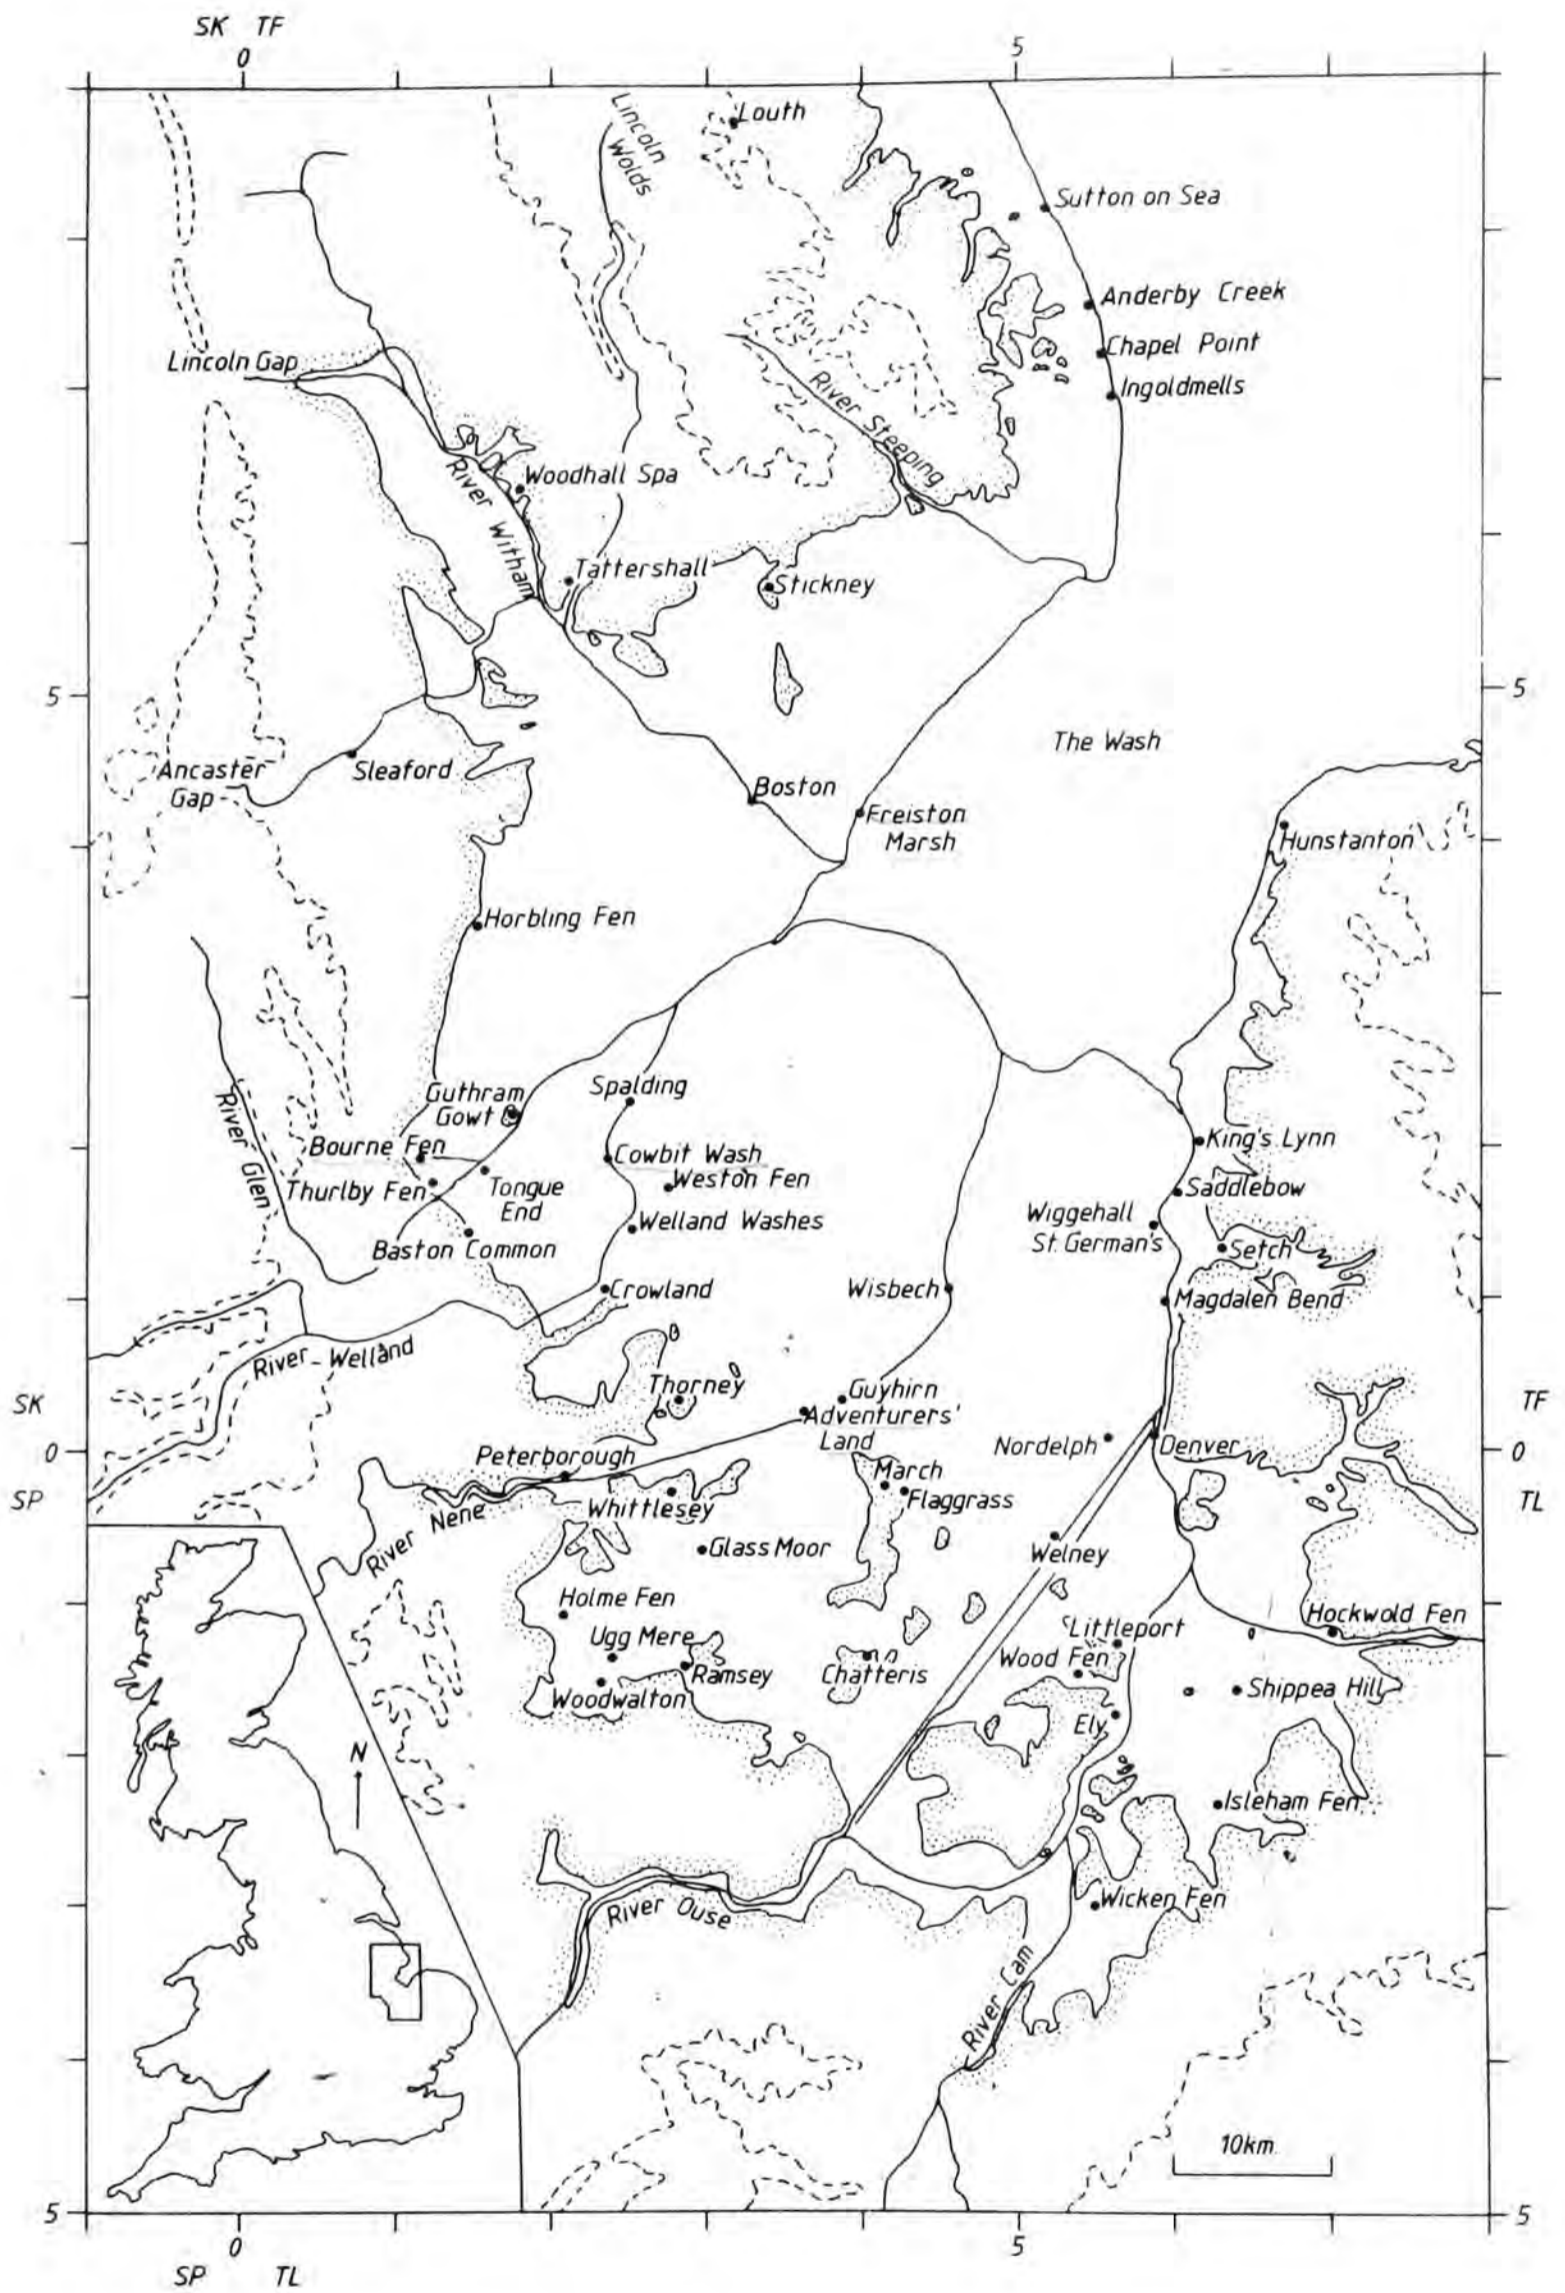 SK TF
0
5
Louth
Lincoln
Wolds
Sutton on Sea
Anderby Creek
Chapel Point
Ingoldmells
Lincoln Gap
River Steeping
Woodhall Spa
River Witham
Tattershall
Stickney
5
5
The Wash
Ancaster
Gap
Sleaford
Boston
Freiston
Marsh
Hunstanton
Horbling Fen
Guthram
Gowt
Spalding
River Glen
Bourne Fen
Cowbit Wash
King's Lynn
Thurlby Fen
Tongue
End
Weston Fen
Saddlebow
Welland Washes
Wiggehall
St. German's
Setch
Baston Common
Crowland
Wisbech
Magdalen Bend
River Welland
Thorney
Guyhirn
SK
TF
Adventurers'
Land
0
0
Peterborough
Nordelph
Denver
SP
TL
March
Flaggrass
Whittlesey
River Nene
Glass Moor
Welney
Holme Fen
Hockwold Fen
Ugg Mere
Littleport
Ramsey
Chatteris
Wood Fen
Woodwalton
Shippea Hill
Ely
N
Isleham Fen
River Ouse
Wicken Fen
River Cam
10km
5
5
0
5
SP TL